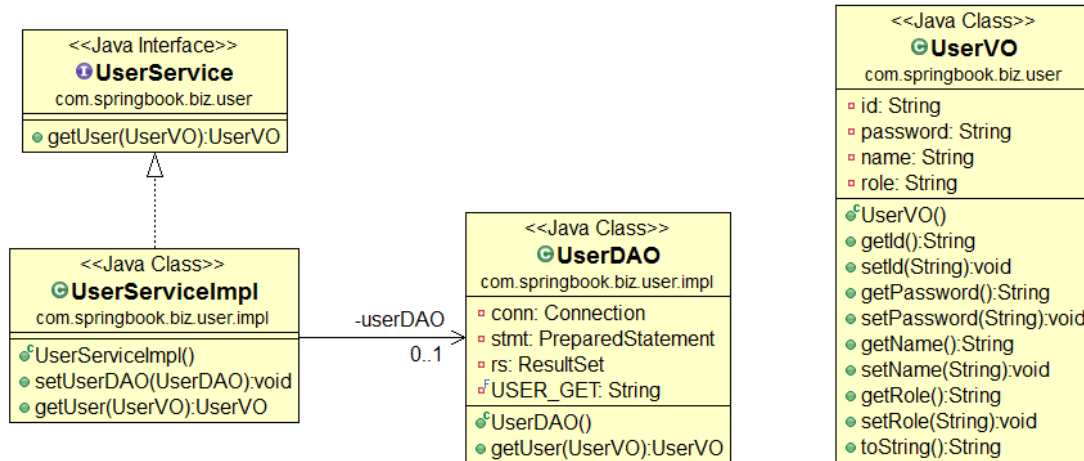 <<Java Interface>>
UserService
com.springbook.biz.user
getUser(UserVO):UserVO
<<Java Class>>
UserServiceImpl
com.springbook.biz.user.impl
UserServiceImpl()
setUserDAO(UserDAO):void
getUser(UserVO):UserVO
-userDAO
0..1
<<Java Class>>
UserDAO
com.springbook.biz.user.impl
conn: Connection
stmt: PreparedStatement
rs: ResultSet
USER_GET: String
UserDAO()
getUser(UserVO):UserVO
<<Java Class>>
UserVO
com.springbook.biz.user
id: String
password: String
name: String
role: String
UserVO()
getId():String
setId(String):void
getPassword():String
setPassword(String):void
getName():String
setName(String):void
getRole():String
setRole(String):void
toString():String